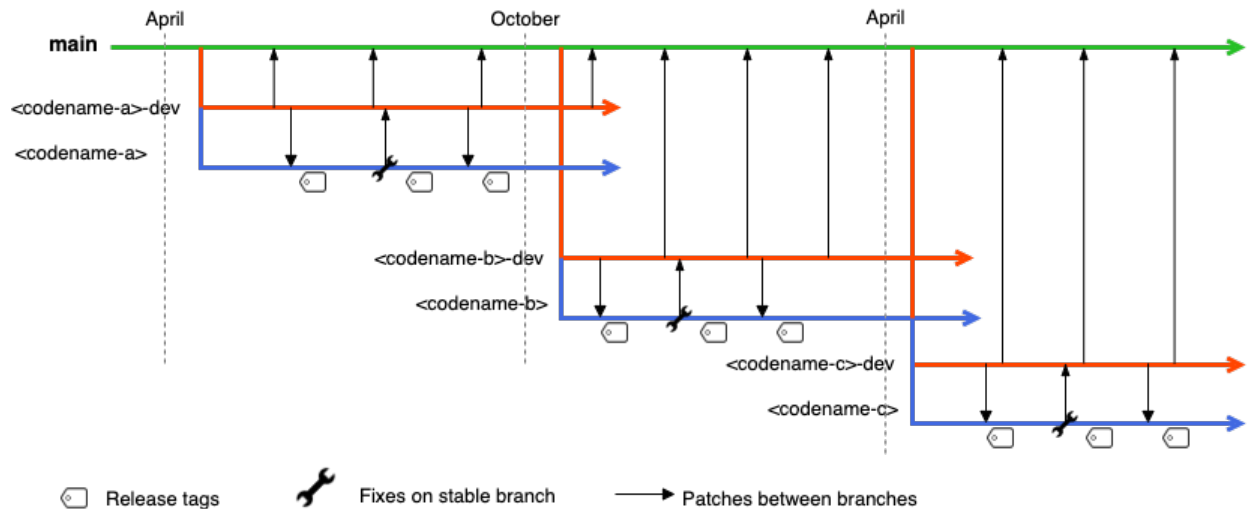 April
October
April
main
<codename-a>-dev
<codename-a>
<codename-b>-dev
<codename-b>
<codename-c>-dev
<codename-c>
Release tags
Fixes on stable branch
Patches between branches